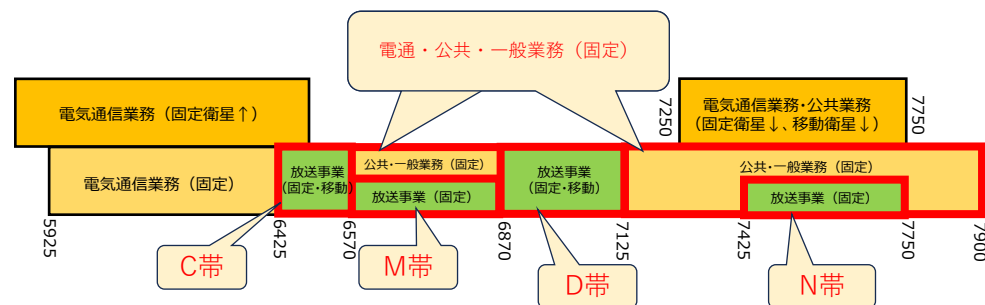 電通・公共・一般業務（固定）
電気通信業務（固定衛星↑）
7250
電気通信業務・公共業務
（固定衛星↓、移動衛星↓）
7750
電気通信業務（固定）
放送事業
（固定・移動）
公共・一般業務（固定）
放送事業（固定）
放送事業
（固定・移動）
公共・一般業務（固定）
放送事業（固定）
5925
6425
6570
6870
7125
7425
7750
7900
C帯
M帯
D帯
N帯